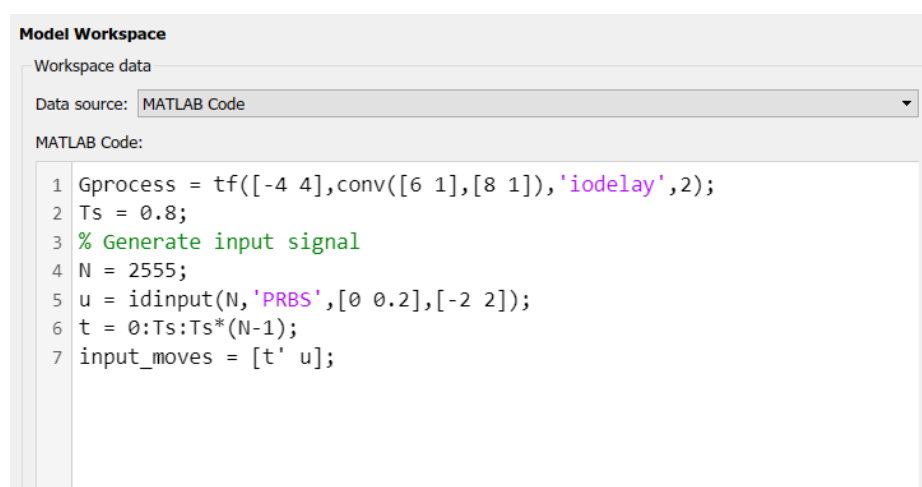 Model Workspace
Workspace data
Data source: MATLAB Code
MATLAB Code:
1 Gprocess = tf([-4 4],conv([6 1],[8 1]),'iodelay',2);
2 Ts = 0.8;
3 % Generate input signal
4 N = 2555;
5 u = idinput(N,'PRBS',[0 0.2],[-2 2]);
6 t = 0:Ts:Ts*(N-1);
7 input_moves = [t' u];